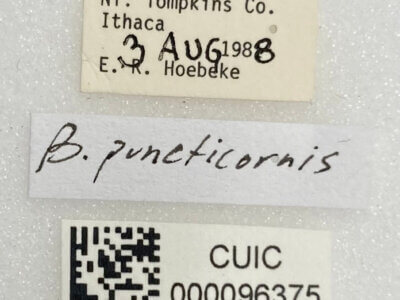 NY: Tompkins Co.
Ithaca
3 AUG 1988
E. R. Hoebeke
B. puncticornis
CUIC
000096375